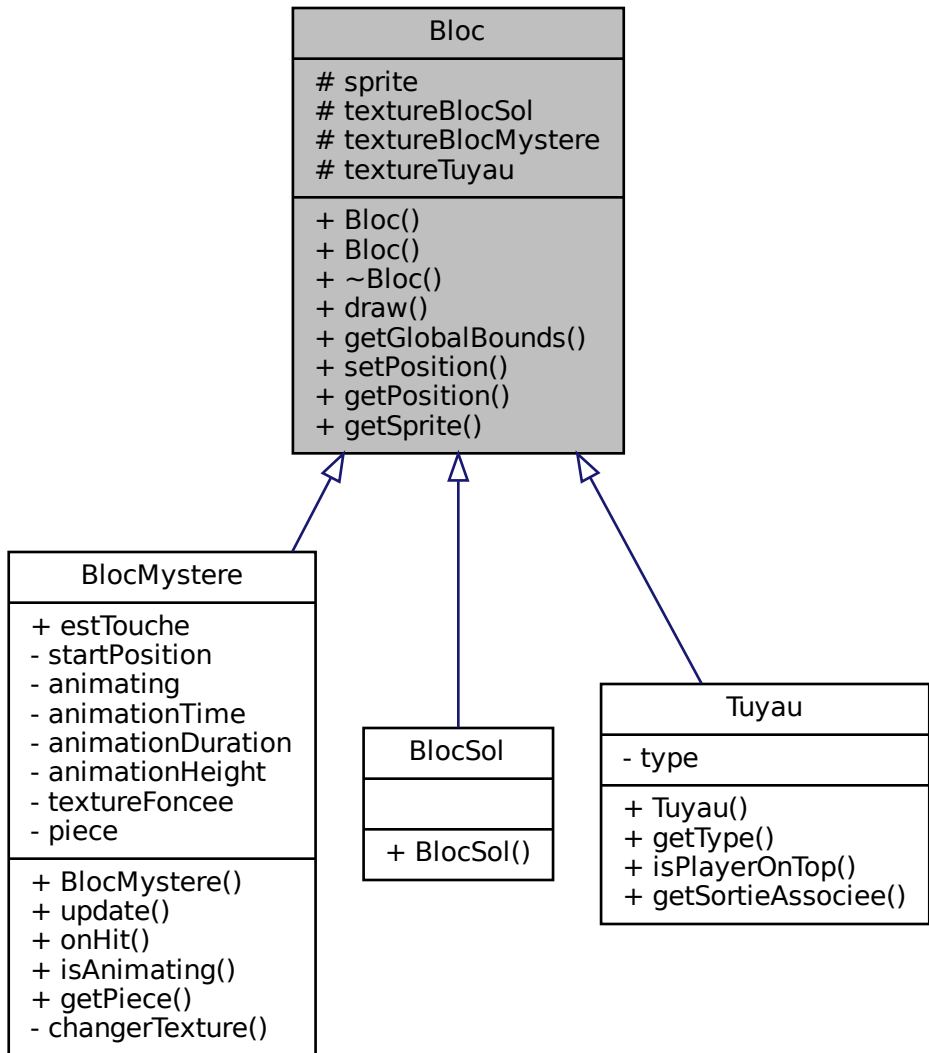 Bloc
# sprite
# textureBlocSol
# textureBlocMystere
# textureTuyau
+ Bloc()
+ Bloc()
+ ~Bloc()
+ draw()
+ getGlobalBounds()
+ setPosition()
+ getPosition()
+ getSprite()
BlocMystere
+ estTouche
- startPosition
- animating
- animationTime
- animationDuration
- animationHeight
- textureFoncee
- piece
+ BlocMystere()
+ update()
+ onHit()
+ isAnimating()
+ getPiece()
- changerTexture()
BlocSol
+ BlocSol()
Tuyau
- type
+ Tuyau()
+ getType()
+ isPlayerOnTop()
+ getSortieAssociee()